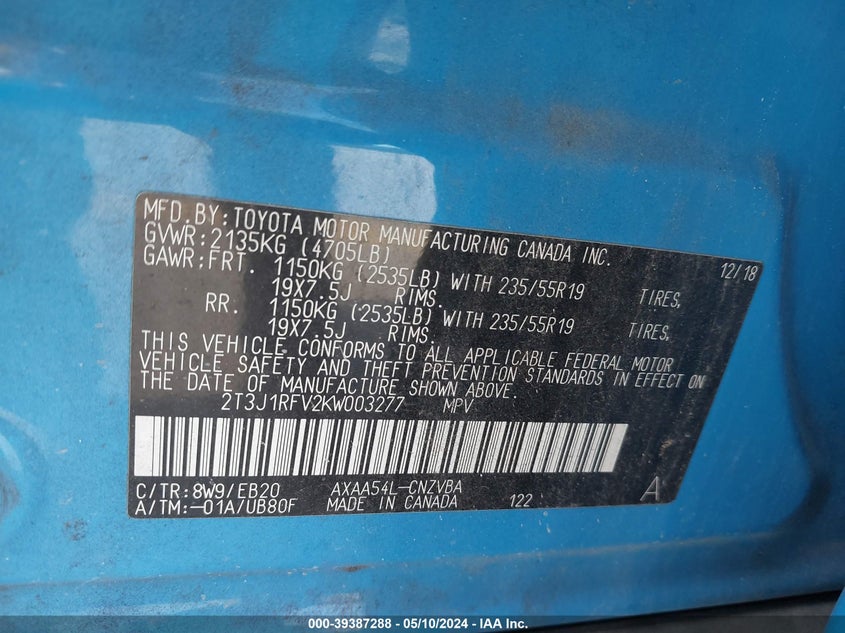 MFD.BY:TOYOTA MOTOR MANUFACTURING CANADA INC.
GVWR:2135KG (4705LB) 12/18
GAWR:FRT. 1150KG (2535LB) WITH 235/55R19 TIRES,
19X7.5J RIMS.
RR. 1150KG (2535LB) WITH 235/55R19 TIRES,
19X7.5J RIMS.
THIS VEHICLE CONFORMS TO ALL APPLICABLE FEDERAL MOTOR
VEHICLE SAFETY AND THEFT PREVENTION STANDARDS IN EFFECT ON
THE DATE OF MANUFACTURE SHOWN ABOVE.
2T3J1RFV2KW003277 MPV
C/TR:8W9/EB20 AXAA54L-CNZVBA A
A/TM:-01A/UB80F MADE IN CANADA 122
000-39387288 - 05/10/2024 - IAA Inc.